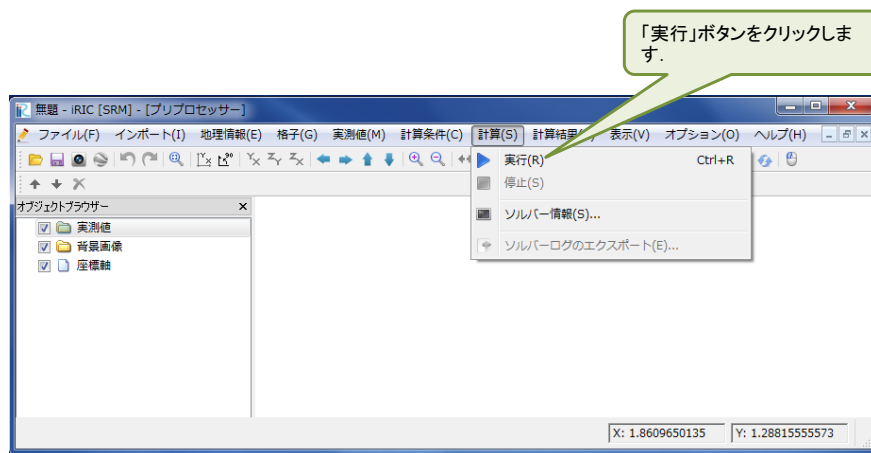 「実行」ボタンをクリックしま
す.
無題 - iRIC [SRM] - [プリプロセッサー]
ファイル(F) インポート(I) 地理情報(E) 格子(G) 実測値(M) 計算条件(C) 計算(S) 計算結果 表示(V) オプション(O) ヘルプ(H)
実行(R) Ctrl+R
停止(S)
ソルバー情報(S)...
ソルバーログのエクスポート(E)...
オブジェクトブラウザー
実測値
背景画像
座標軸
X: 1.8609650135 Y: 1.28815555573